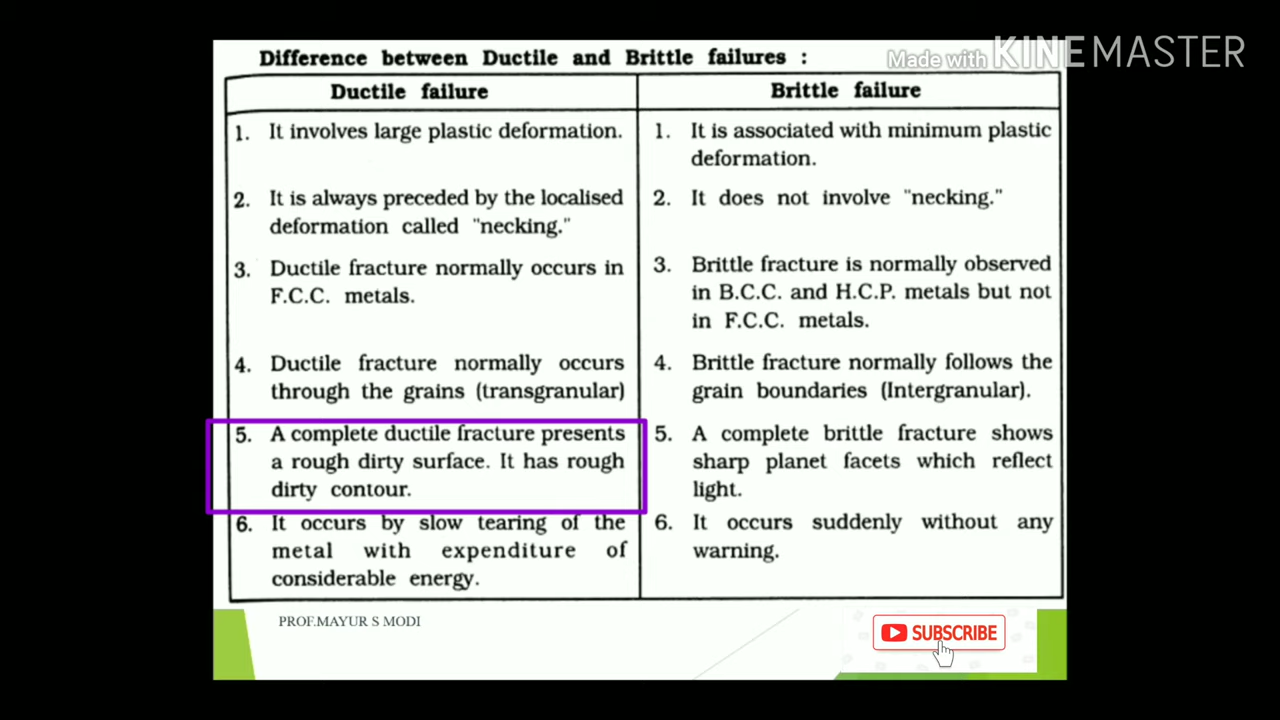 Made with KINEMASTER
Difference between Ductile and Brittle failures :
Ductile failure
Brittle failure
1. It involves large plastic deformation.
1. It is associated with minimum plastic
deformation.
2. It is always preceded by the localised
deformation called "necking."
2. It does not involve "necking."
3. Ductile fracture normally occurs in
F.C.C. metals.
3. Brittle fracture is normally observed
in B.C.C. and H.C.P. metals but not
in F.C.C. metals.
4. Ductile fracture normally occurs
through the grains (transgranular)
4. Brittle fracture normally follows the
grain boundaries (Intergranular).
5. A complete ductile fracture presents
a rough dirty surface. It has rough
dirty contour.
5. A complete brittle fracture shows
sharp planet facets which reflect
light.
6. It occurs by slow tearing of the
metal with expenditure of
considerable energy.
6. It occurs suddenly without any
warning.
PROF.MAYUR S MODI
SUBSCRIBE